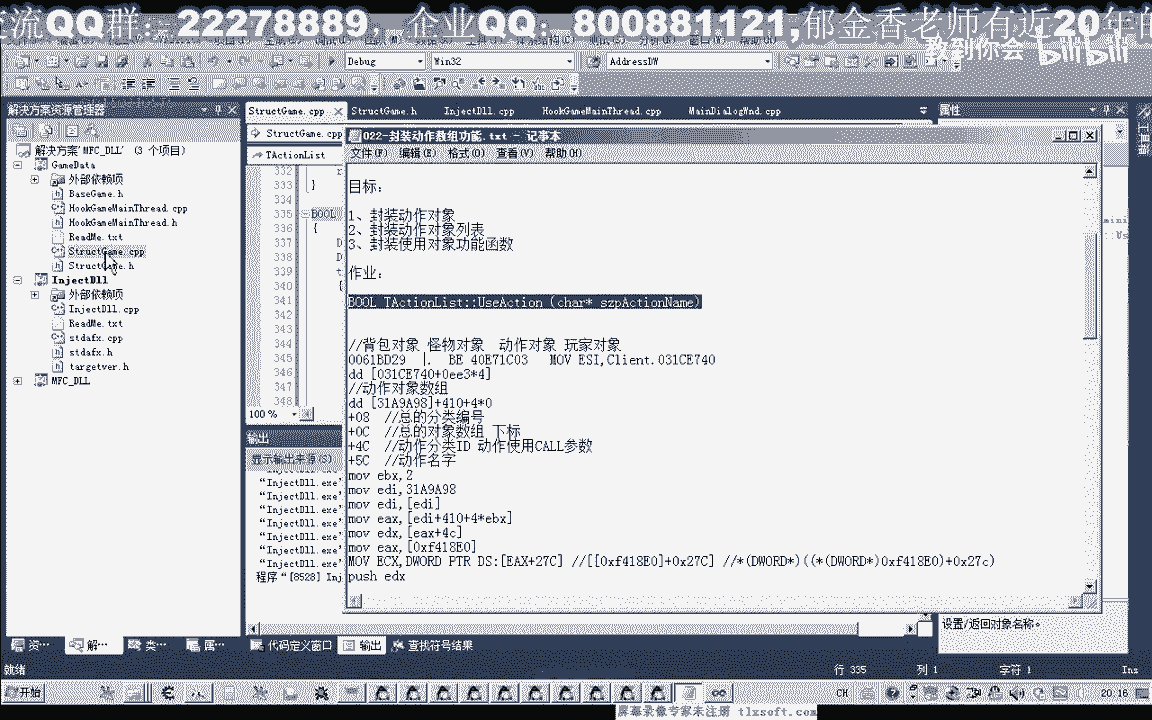 交流QQ群:22278889, 企业QQ:800881121;郁金香老师有近20年的
教到你会 bilibili
Debug
Win32
AddressDW
解决方案资源管理器
StructGame.cpp
StructGame.h
InjectDll.cpp
HookGameMainThread.cpp
MainDialogWnd.cpp
属性
解决方案'MFC_DLL' (3 个项目)
GameData
外部依赖项
BaseGame.h
HookGameMainThread.cpp
HookGameMainThread.h
ReadMe.txt
StructGame.cpp
StructGame.h
InjectDll
外部依赖项
InjectDll.cpp
ReadMe.txt
stdafx.cpp
stdafx.h
targetver.h
MFC_DLL
StructGame.cpp
TActionList
332
333 }
334
335 BOOL
336 {
337
338
339
340
341
342
343
344
345
346
347
348
100 %
022-封装动作数组功能.txt - 记事本
文件(F) 编辑(E) 格式(O) 查看(V) 帮助(H)
目标:
1、封装动作对象
2、封装动作对象列表
3、封装使用对象功能函数
作业:
BOOL TActionList::UseAction (char* szpActionName)
//背包对象 怪物对象 动作对象 玩家对象
0061BD29 |. BE 40E71C03 MOV ESI,Client.031CE740
dd [031CE740+0ee3*4]
//动作对象数组
dd [31A9A98]+410+4*0
+08 //总的分类编号
+0C //总的对象数组 下标
+4C //动作分类ID 动作使用CALL参数
+5C //动作名字
mov ebx,2
mov edi,31A9A98
mov edi,[edi]
mov eax,[edi+410+4*ebx]
mov edx,[eax+4c]
mov eax,[0xf418E0]
MOV ECX,DWORD PTR DS:[EAX+27C] //[[0xf418E0]+0x27C] //*(DWORD*)((*(DWORD*)0xf418E0)+0x27c)
push edx
输出
显示输出来源(S)
"InjectDll.exe"
"InjectDll.exe"
"InjectDll.exe"
"InjectDll.exe"
"InjectDll.exe"
"InjectDll.exe"
"InjectDll.exe"
程序"[8528] Inj
设置/返回对象名称。
资… 解… 类… 属…
代码定义窗口 输出 查找符号结果
就绪
行 335 列 1 字符 1 Ins
开始
CH
20:16
屏幕录像专家未注册 tlxsoft.com